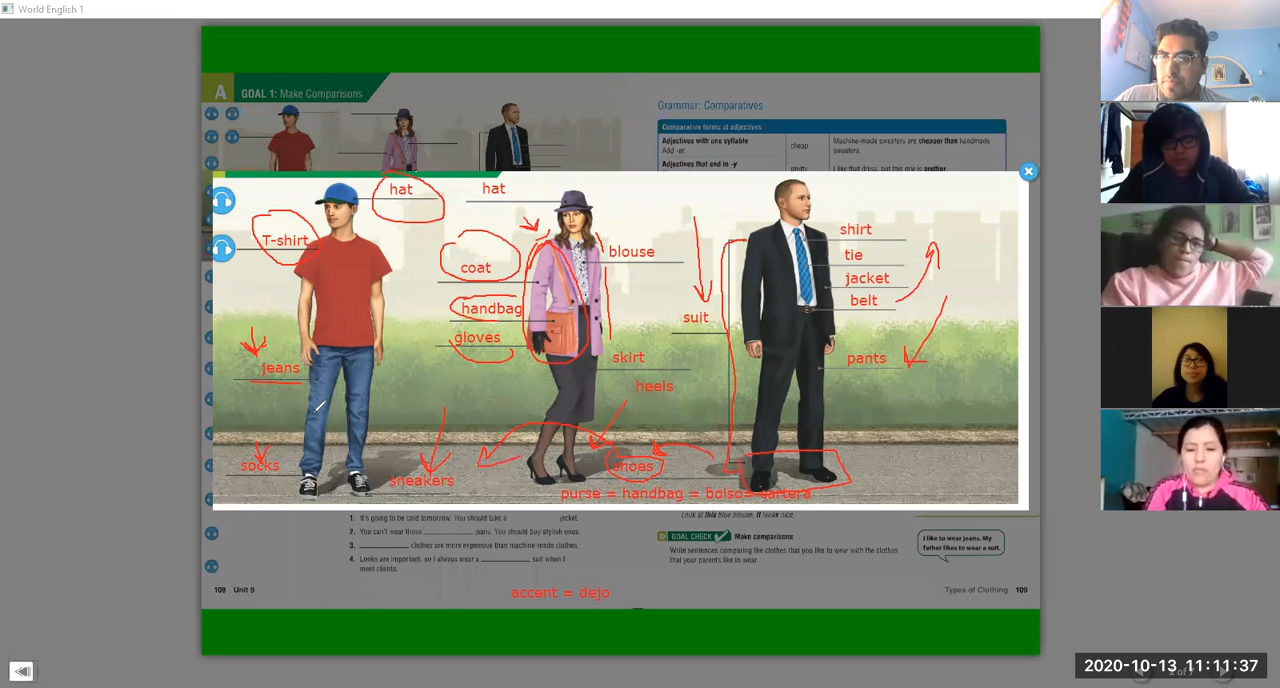 World English 1
A GOAL 1: Make Comparisons
Grammar: Comparatives
Comparative forms of adjectives
Adjectives with one syllable
Add -er.
cheap
Machine-made sweaters are cheaper than handmade
sweaters.
Adjectives that end in -y
pretty
I like that dress, but this one is prettier
hat
hat
T-shirt
coat
handbag
gloves
jeans
socks
sneakers
blouse
skirt
heels
shoes
suit
shirt
tie
jacket
belt
pants
purse = handbag = bolso= cartera
1. It's going to be cold tomorrow. You should take a jacket.
2. You can't wear those jeans. You should buy stylish ones.
3. clothes are more expensive than machine-made clothes.
4. Looks are important, so I always wear a suit when I
meet clients.
Look at this blue blouse. It looks nice.
GOAL CHECK Make comparisons
Write sentences comparing the clothes that you like to wear with the clothes
that your parents like to wear.
I like to wear jeans. My
father likes to wear a suit.
accent = dejo
108 Unit 9
Types of Clothing 109
2020-10-13 11:11:37